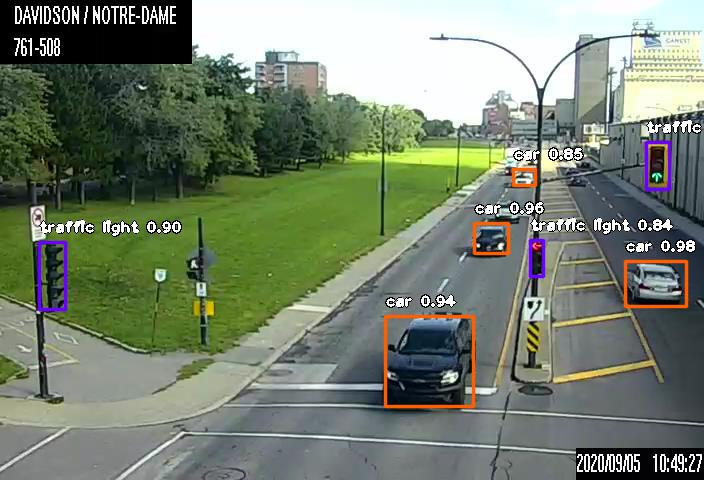 DAVIDSON / NOTRE-DAME
761-508
traffic
car 0.85
car 0.96
traffic light 0.90
traffic light 0.84
car 0.98
car 0.94
2020/09/05 10:49:27